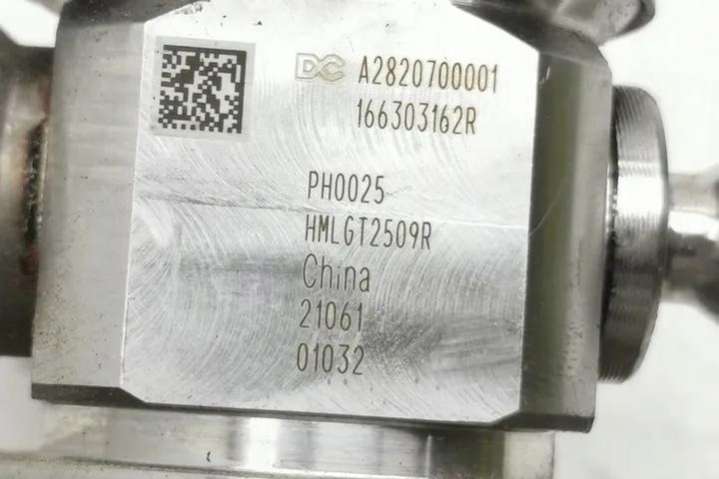 DC A2820700001
166303162R
PH0025
HMLGT2509R
China
21061
01032